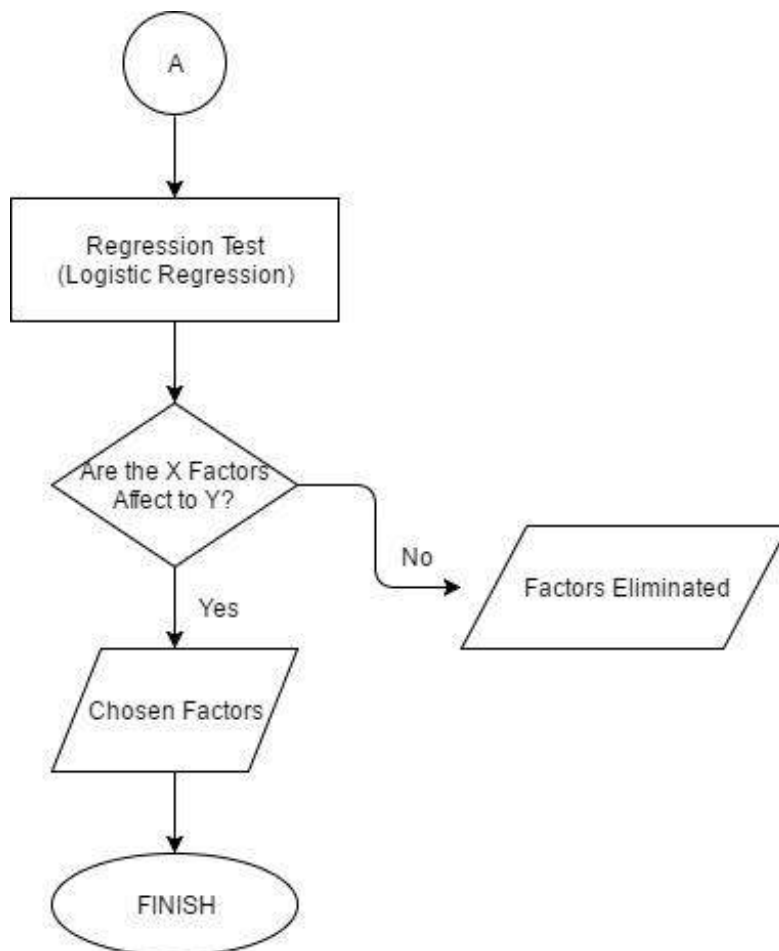 A
Regression Test
(Logistic Regression)
Are the X Factors
Affect to Y?
No
Factors Eliminated
Yes
Chosen Factors
FINISH